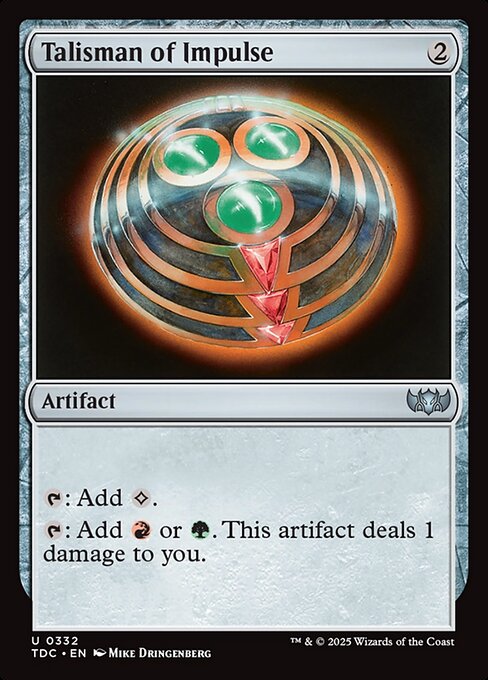 Talisman of Impulse 2
Artifact
: Add .
: Add or . This artifact deals 1
damage to you.
U 0332
TDC • EN Mike Dringenberg
™ & © 2025 Wizards of the Coast